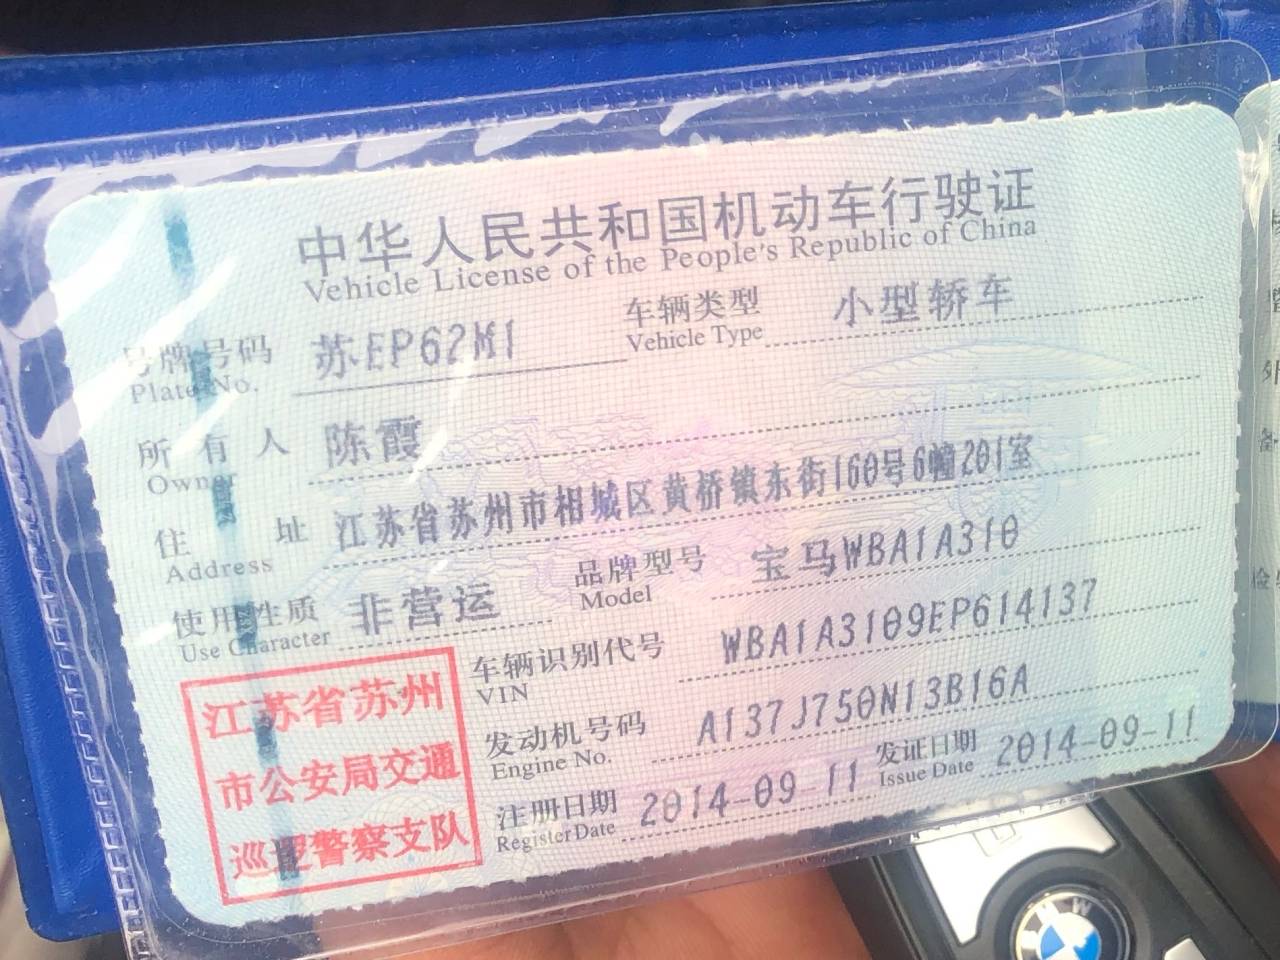 中华人民共和国机动车行驶证
Vehicle License of the People's Republic of China
号牌号码 苏EP62M1 车辆类型 小型轿车
Plate No. Vehicle Type
所有人 陈霞
Owner
住址 江苏省苏州市相城区黄桥镇东街160号6幢201室
Address
使用性质 非营运 品牌型号 宝马WBA1A310
Use Character Model
车辆识别代号 WBA1A3109EP614137
VIN
发动机号码 A137J750N13B16A
Engine No.
注册日期 2014-09-11 发证日期 2014-09-11
Register Date Issue Date
江苏省苏州
市公安局交通
巡逻警察支队
BMW